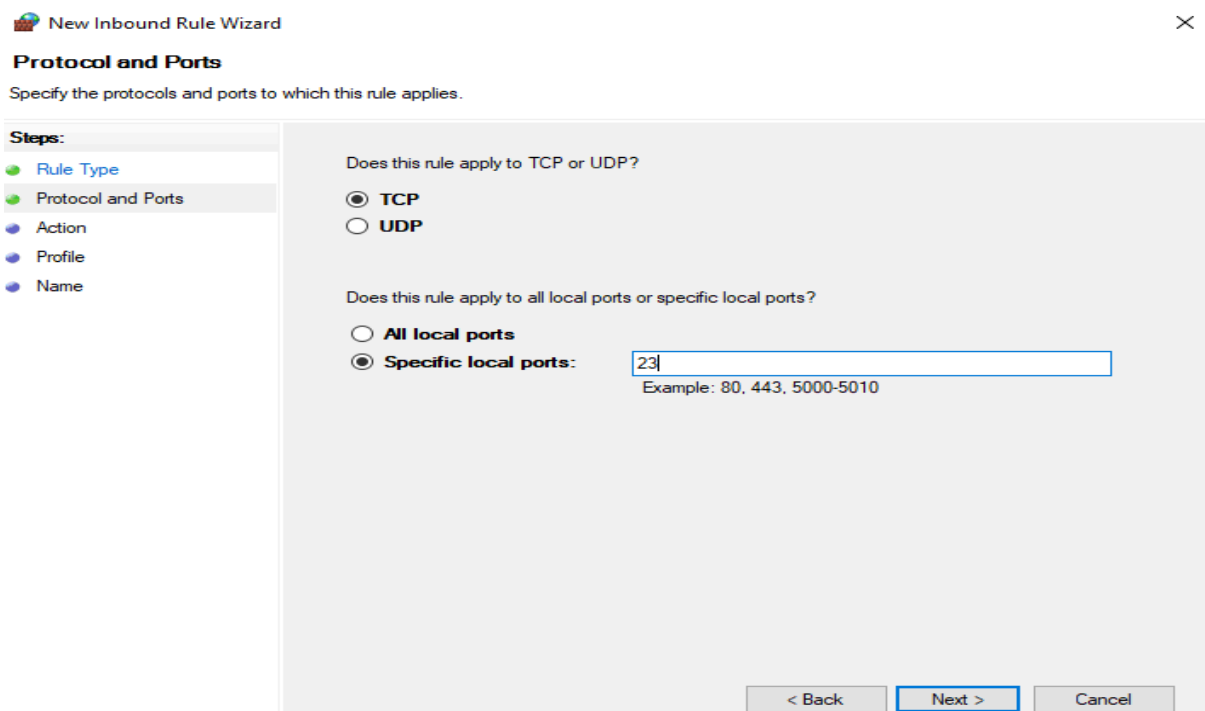 New Inbound Rule Wizard
Protocol and Ports
Specify the protocols and ports to which this rule applies.
Steps:
Rule Type
Protocol and Ports
Action
Profile
Name
Does this rule apply to TCP or UDP?
TCP
UDP
Does this rule apply to all local ports or specific local ports?
All local ports
Specific local ports: 23
Example: 80, 443, 5000-5010
< Back Next > Cancel